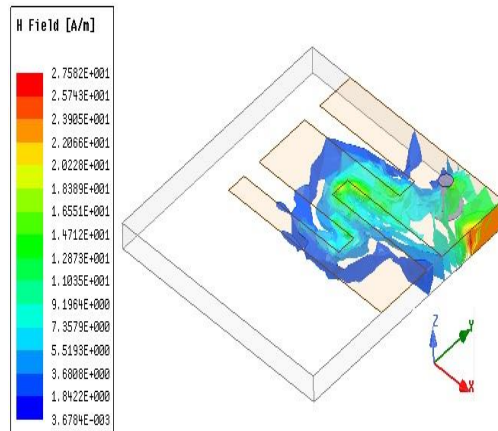 H Field [A/m]
2.7582E+001
2.5743E+001
2.3905E+001
2.2066E+001
2.0228E+001
1.8389E+001
1.6551E+001
1.4712E+001
1.2873E+001
1.1035E+001
9.1964E+000
7.3579E+000
5.5193E+000
3.6808E+000
1.8422E+000
3.6784E-003
Z
Y
X